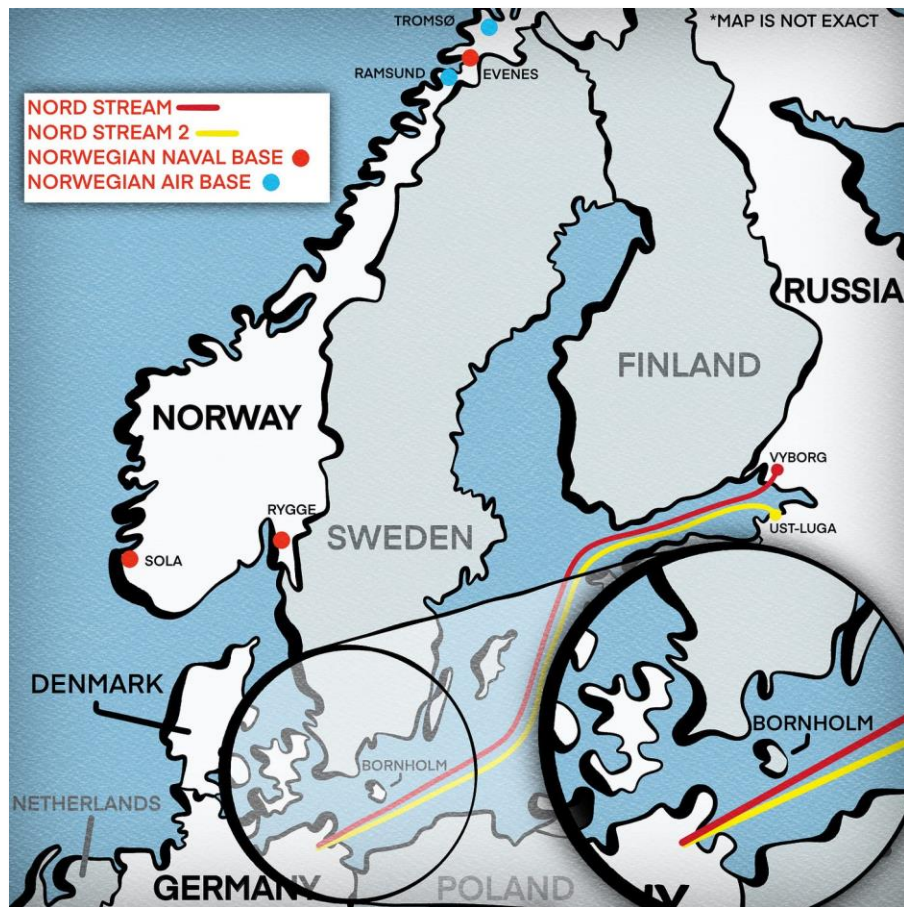 TROMSØ
*MAP IS NOT EXACT
RAMSUND
EVENES
NORD STREAM
NORD STREAM 2
NORWEGIAN NAVAL BASE
NORWEGIAN AIR BASE
RUSSIA
FINLAND
NORWAY
VYBORG
RYGGE
UST-LUGA
SWEDEN
SOLA
DENMARK
BORNHOLM
BORNHOLM
NETHERLANDS
GERMANY
POLAND